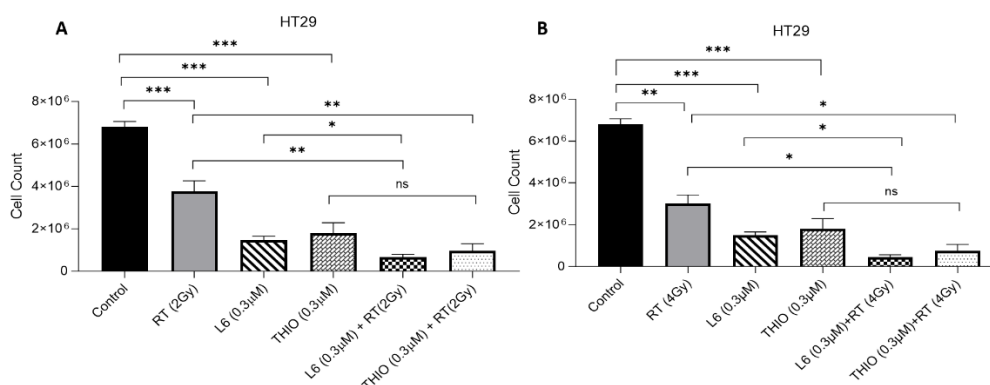 A
HT29
***
***
***
**
*
**
ns
Cell Count
8×10⁶
6×10⁶
4×10⁶
2×10⁶
0
Control
RT (2Gy)
L6 (0.3μM)
THIO (0.3μM)
L6 (0.3μM) + RT(2Gy)
THIO (0.3μM) + RT(2Gy)
B
HT29
***
***
**
*
*
*
ns
Cell Count
8×10⁶
6×10⁶
4×10⁶
2×10⁶
0
Control
RT (4Gy)
L6 (0.3μM)
THIO (0.3μM)
L6 (0.3μM)+RT (4Gy)
THIO (0.3μM)+RT (4Gy)